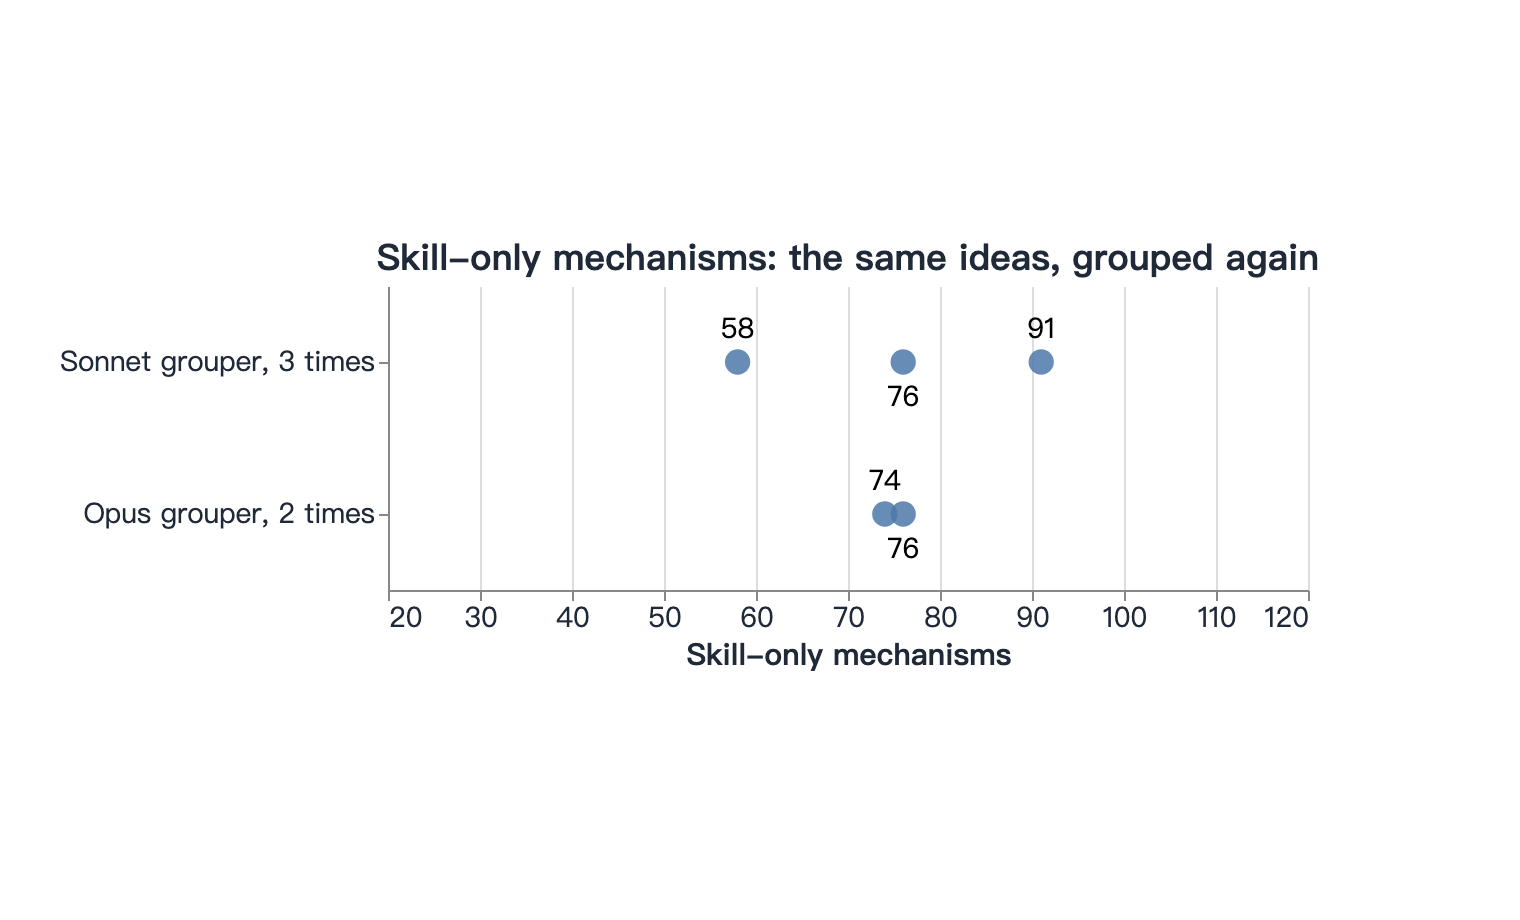 Skill–only mechanisms: the same ideas, grouped again
58
91
Sonnet grouper, 3 times
76
74
Opus grouper, 2 times
76
20 30 40 50 60 70 80 90 100 110 120
Skill–only mechanisms